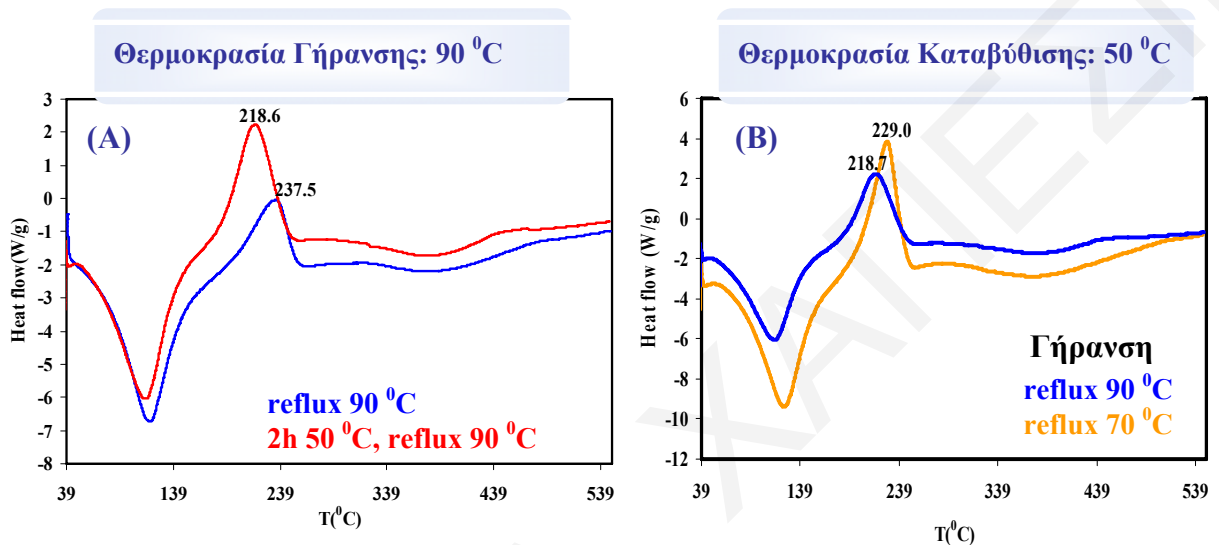 Θερμοκρασία Γήρανσης: 90 ⁰C
(A)
3
2
1
0
-1
-2
-3
-4
-5
-6
-7
-8
Heat flow(W/g)
218.6
237.5
reflux 90 ⁰C
2h 50 ⁰C, reflux 90 ⁰C
39 139 239 339 439 539
T(⁰C)
Θερμοκρασία Καταβύθισης: 50 ⁰C
(B)
6
4
2
0
-2
-4
-6
-8
-10
-12
Heat flow (W/g)
229.0
218.7
Γήρανση
reflux 90 ⁰C
reflux 70 ⁰C
39 139 239 339 439 539
T(⁰C)